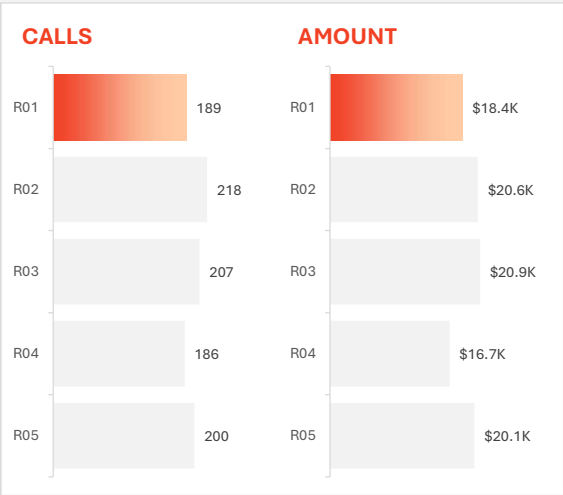 CALLS
R01 189
R02 218
R03 207
R04 186
R05 200
AMOUNT
R01 $18.4K
R02 $20.6K
R03 $20.9K
R04 $16.7K
R05 $20.1K